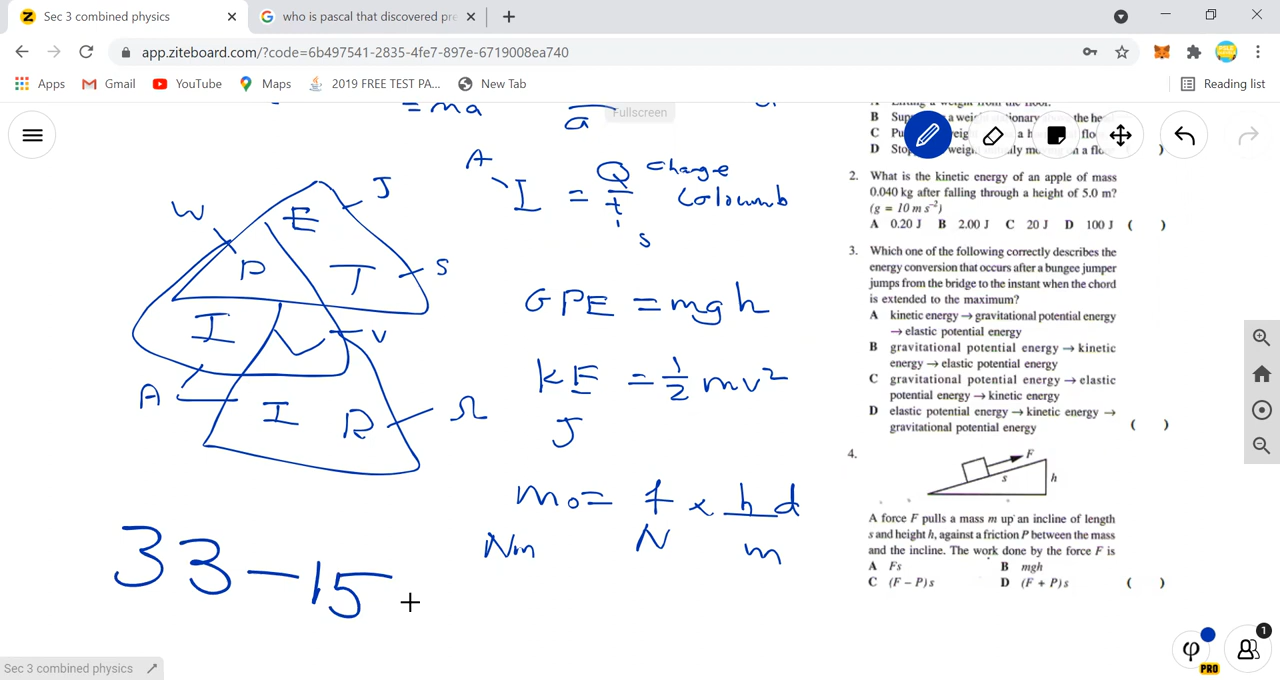 Sec 3 combined physics
who is pascal that discovered pre
app.ziteboard.com/?code=6b497541-2835-4fe7-897e-6719008ea740
Apps
Gmail
YouTube
Maps
2019 FREE TEST PA...
New Tab
Reading list
= ma
a
Fullscreen
A
I = Q/t
charge
coloumb
s
W
E
J
P
T
S
I
V
V
A
I
R
Ω
GPE = mgh
KE = 1/2 mv²
J
mo = f × h d
Nm
N
m
33 - 15
A Lifting a weight from the floor.
2. What is the kinetic energy of an apple of mass
0.040 kg after falling through a height of 5.0 m?
(g = 10 m s⁻²)
A 0.20 J B 2.00 J C 20 J D 100 J ( )
3. Which one of the following correctly describes the
energy conversion that occurs after a bungee jumper
jumps from the bridge to the instant when the chord
is extended to the maximum?
A kinetic energy → gravitational potential energy
→ elastic potential energy
B gravitational potential energy → kinetic
energy → elastic potential energy
C gravitational potential energy → elastic
potential energy → kinetic energy
D elastic potential energy → kinetic energy →
gravitational potential energy ( )
4.
F
s
h
A force F pulls a mass m up an incline of length
s and height h, against a friction P between the mass
and the incline. The work done by the force F is
A Fs B mgh
C (F – P)s D (F + P)s ( )
Sec 3 combined physics
φ
PRO
1